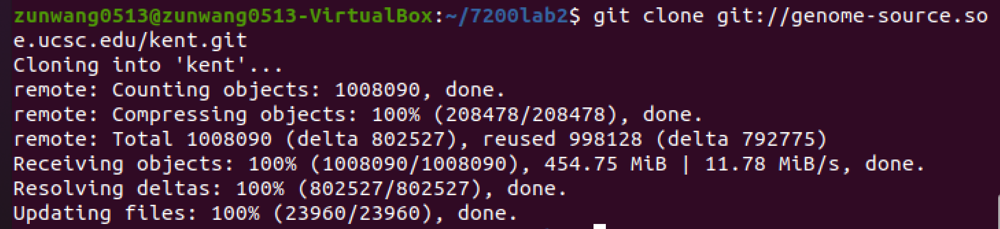 zunwang0513@zunwang0513-VirtualBox:~/7200lab2$ git clone git://genome-source.so
e.ucsc.edu/kent.git
Cloning into 'kent'...
remote: Counting objects: 1008090, done.
remote: Compressing objects: 100% (208478/208478), done.
remote: Total 1008090 (delta 802527), reused 998128 (delta 792775)
Receiving objects: 100% (1008090/1008090), 454.75 MiB | 11.78 MiB/s, done.
Resolving deltas: 100% (802527/802527), done.
Updating files: 100% (23960/23960), done.